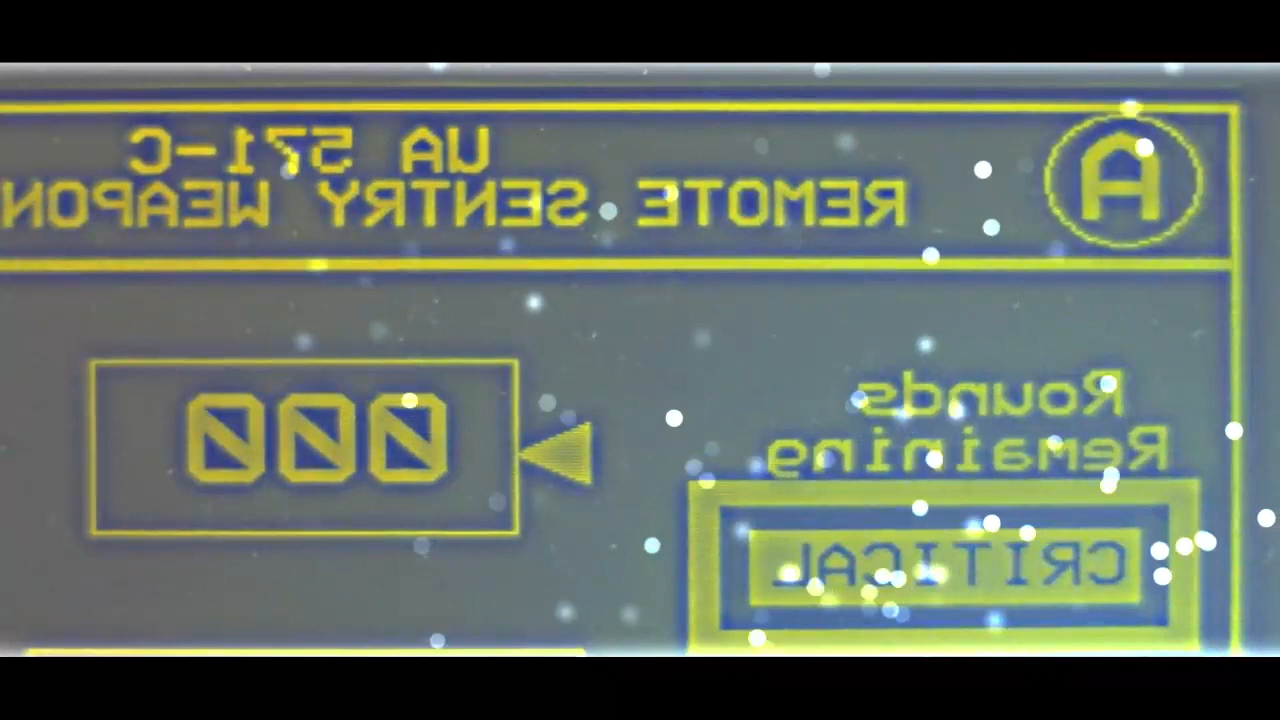 UA 571-C
REMOTE SENTRY WEAPON
A
Rounds
Remaining
000
CRITICAL